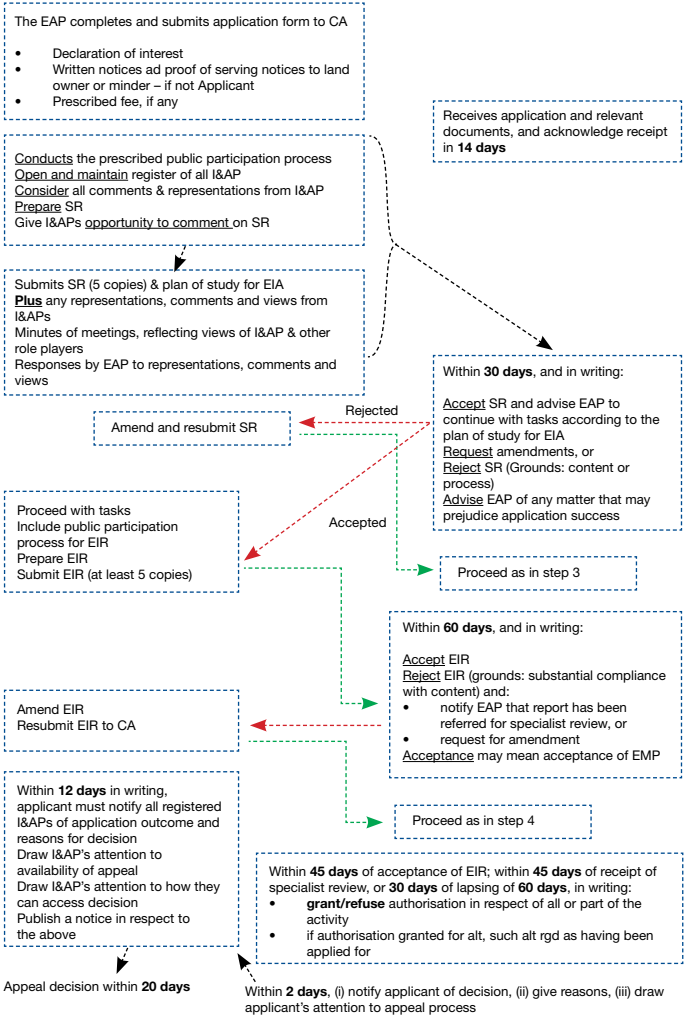 The EAP completes and submits application form to CA
• Declaration of interest
• Written notices ad proof of serving notices to land
owner or minder – if not Applicant
• Prescribed fee, if any
Receives application and relevant
documents, and acknowledge receipt
in 14 days
Conducts the prescribed public participation process
Open and maintain register of all I&AP
Consider all comments & representations from I&AP
Prepare SR
Give I&APs opportunity to comment on SR
Submits SR (5 copies) & plan of study for EIA
Plus any representations, comments and views from
I&APs
Minutes of meetings, reflecting views of I&AP & other
role players
Responses by EAP to representations, comments and
views
Within 30 days, and in writing:
Accept SR and advise EAP to
continue with tasks according to the
plan of study for EIA
Request amendments, or
Reject SR (Grounds: content or
process)
Advise EAP of any matter that may
prejudice application success
Rejected
Amend and resubmit SR
Accepted
Proceed with tasks
Include public participation
process for EIR
Prepare EIR
Submit EIR (at least 5 copies)
Proceed as in step 3
Within 60 days, and in writing:
Accept EIR
Reject EIR (grounds: substantial compliance
with content) and:
• notify EAP that report has been
referred for specialist review, or
• request for amendment
Acceptance may mean acceptance of EMP
Amend EIR
Resubmit EIR to CA
Proceed as in step 4
Within 12 days in writing,
applicant must notify all registered
I&APs of application outcome and
reasons for decision
Draw I&AP's attention to
availability of appeal
Draw I&AP's attention to how they
can access decision
Publish a notice in respect to
the above
Within 45 days of acceptance of EIR; within 45 days of receipt of
specialist review, or 30 days of lapsing of 60 days, in writing:
• grant/refuse authorisation in respect of all or part of the
activity
• if authorisation granted for alt, such alt rgd as having been
applied for
Appeal decision within 20 days
Within 2 days, (i) notify applicant of decision, (ii) give reasons, (iii) draw
applicant's attention to appeal process